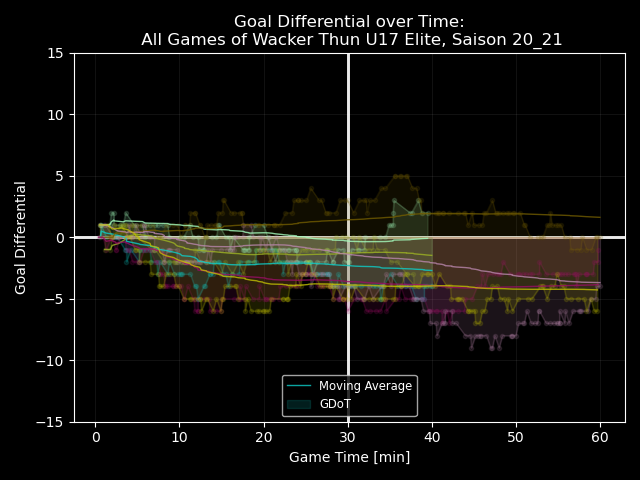 Goal Differential over Time:
All Games of Wacker Thun U17 Elite, Saison 20_21
Goal Differential
15
10
5
0
−5
−10
−15
0 10 20 30 40 50 60
Game Time [min]
Moving Average
GDoT